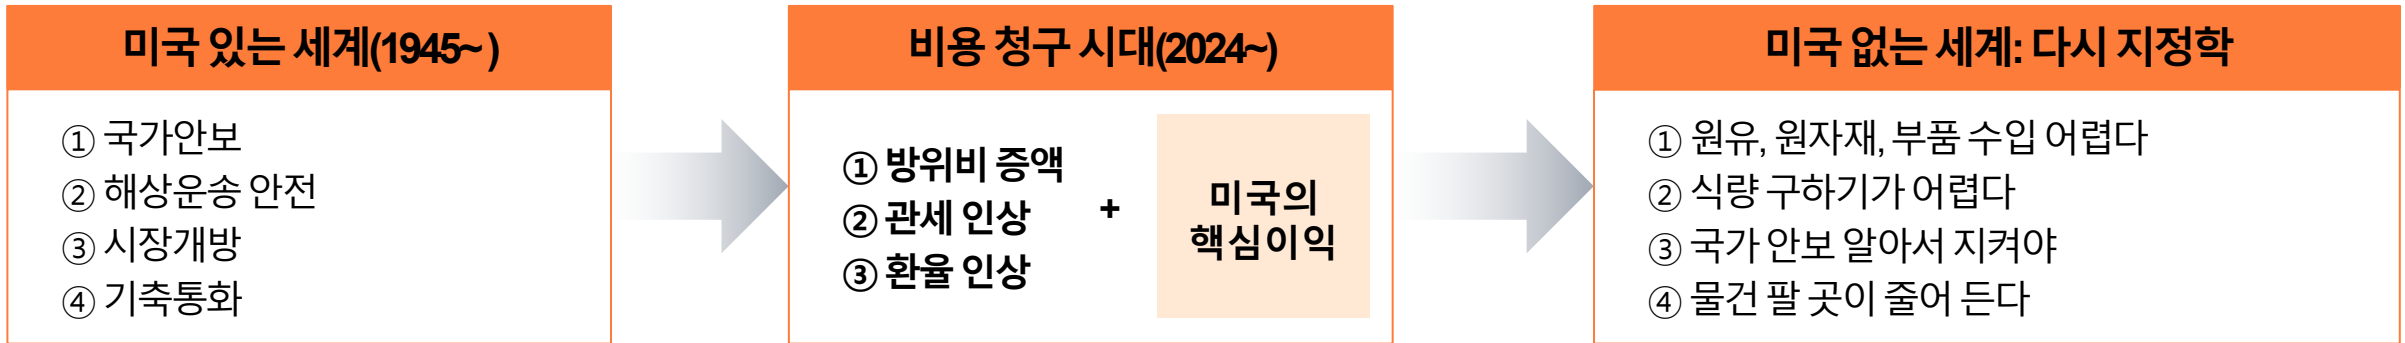 미국 있는 세계(1945~ )
① 국가안보
② 해상운송 안전
③ 시장개방
④ 기축통화
비용 청구 시대(2024~)
① 방위비 증액
② 관세 인상
③ 환율 인상
+
미국의
핵심이익
미국 없는 세계: 다시 지정학
① 원유, 원자재, 부품 수입 어렵다
② 식량 구하기가 어렵다
③ 국가 안보 알아서 지켜야
④ 물건 팔 곳이 줄어 든다